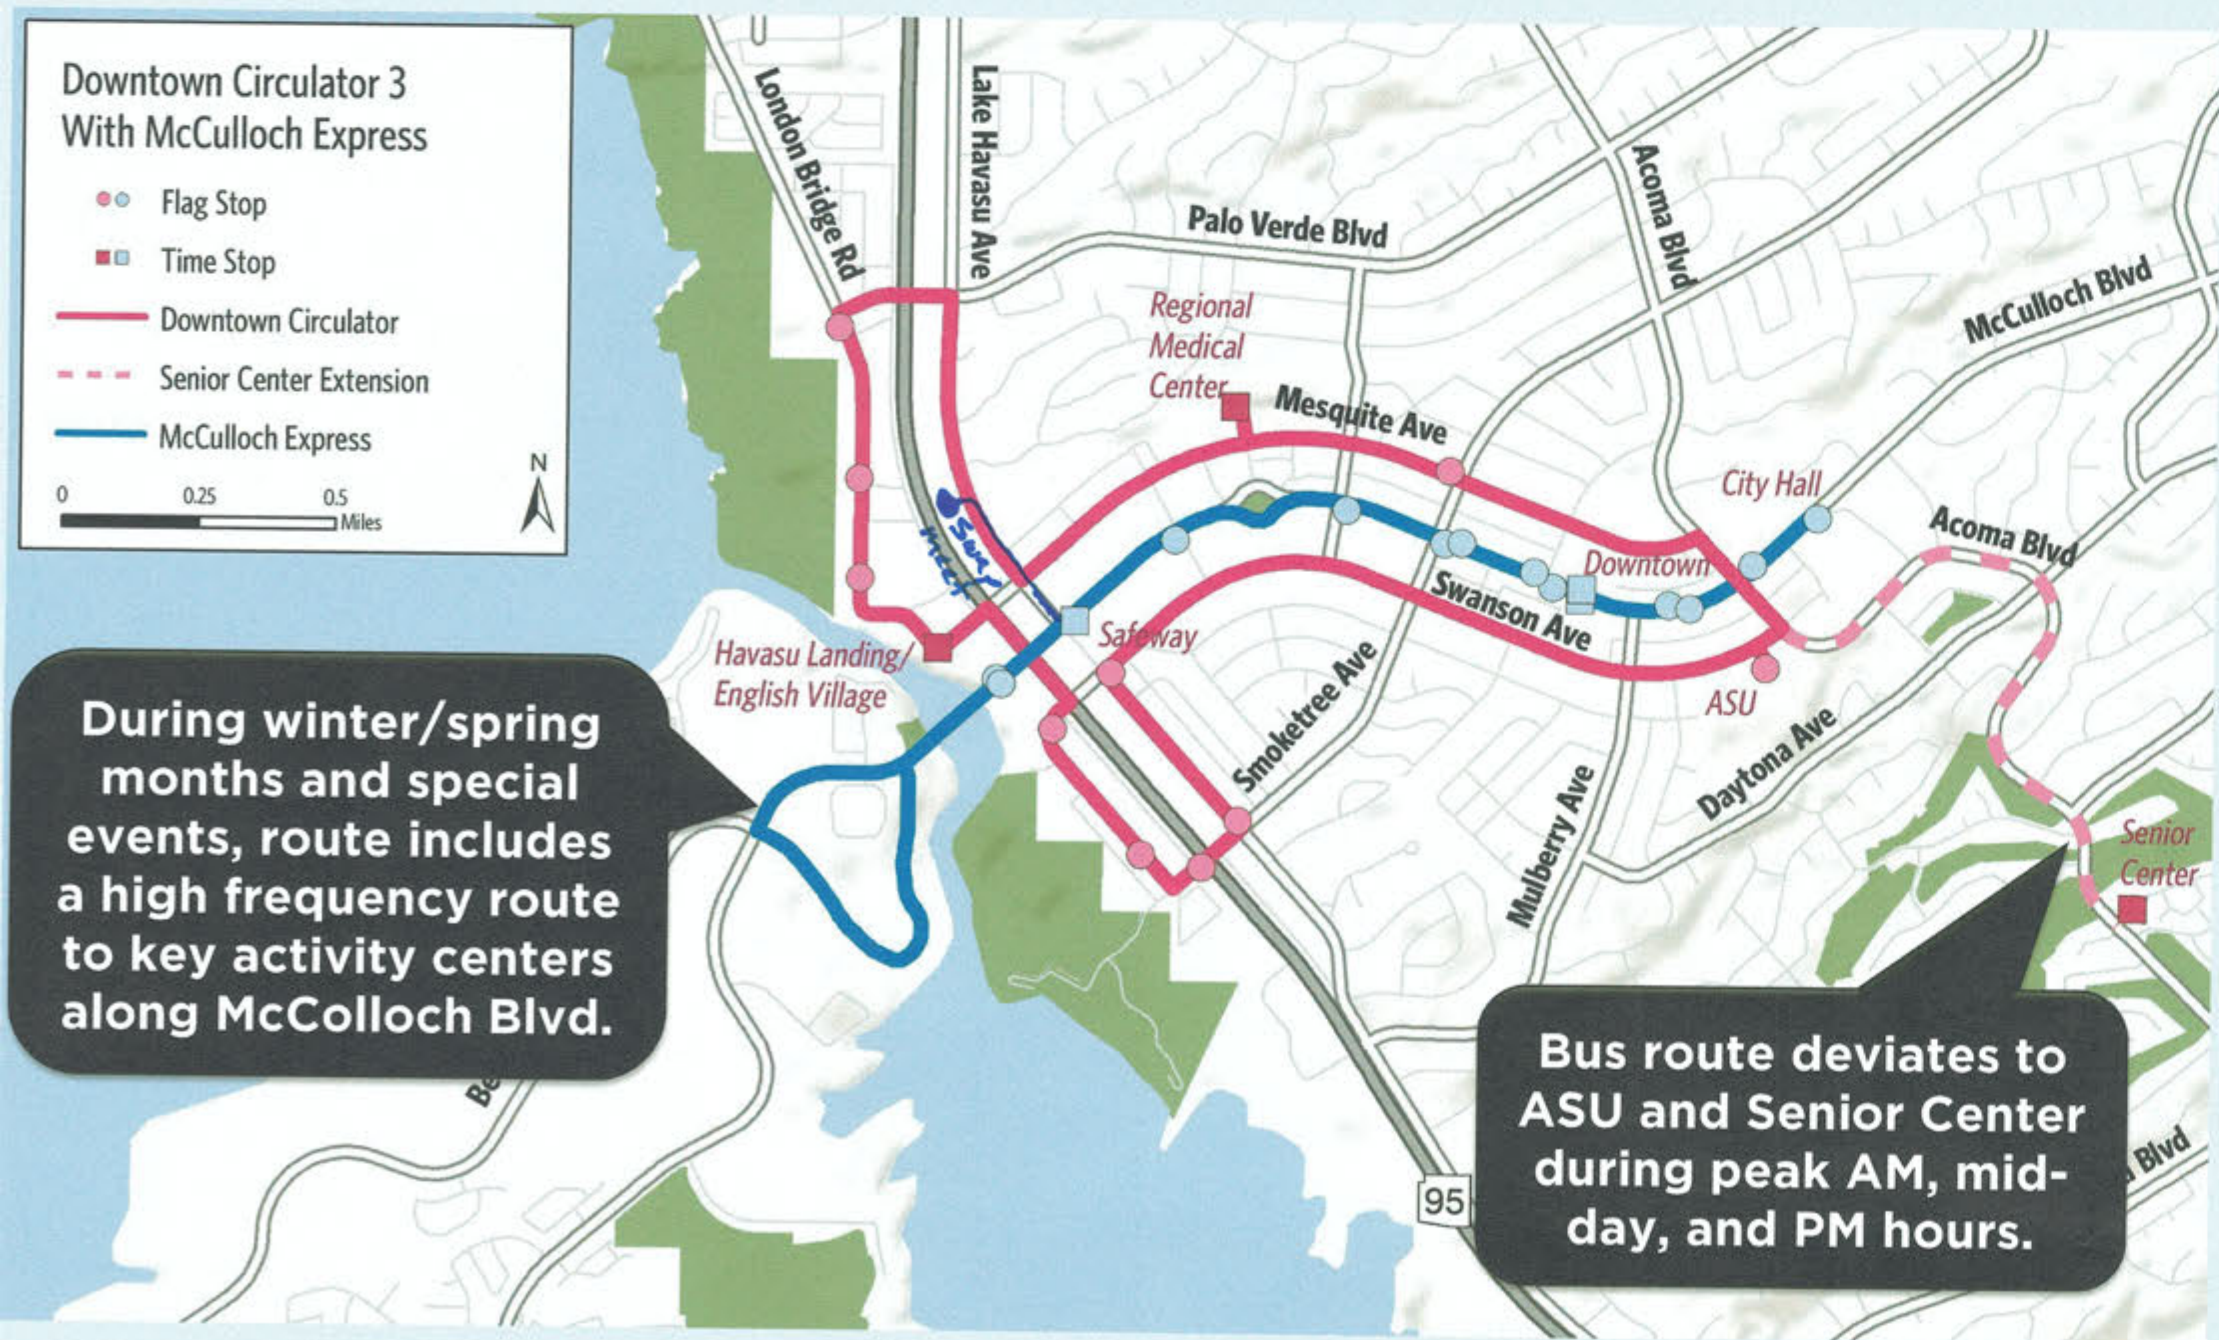 Downtown Circulator 3
With McCulloch Express
Flag Stop
Time Stop
Downtown Circulator
Senior Center Extension
McCulloch Express
0 0.25 0.5
Miles
N
London Bridge Rd
Lake Havasu Ave
Palo Verde Blvd
Acoma Blvd
McCulloch Blvd
Regional
Medical
Center
Mesquite Ave
City Hall
Acoma Blvd
Swap
meet
Downtown
Swanson Ave
Safeway
Havasu Landing/
English Village
Smoketree Ave
ASU
Daytona Ave
Mulberry Ave
Senior
Center
During winter/spring
months and special
events, route includes
a high frequency route
to key activity centers
along McColloch Blvd.
Bus route deviates to
ASU and Senior Center
during peak AM, mid-
day, and PM hours.
Blvd
95